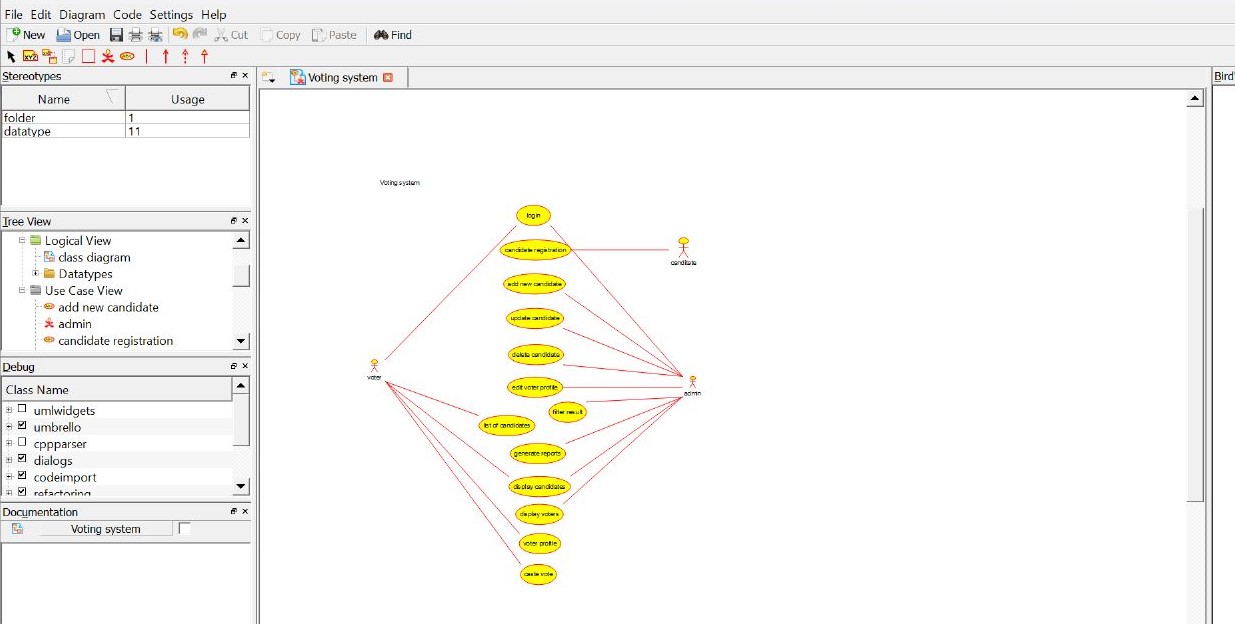 File Edit Diagram Code Settings Help
New Open Cut Copy Paste Find
Stereotypes
Name Usage
folder 1
datatype 11
Tree View
Logical View
class diagram
Datatypes
Use Case View
add new candidate
admin
candidate registration
Debug
Class Name
umlwidgets
umbrello
cppparser
dialogs
codeimport
refactoring
Documentation
Voting system
Voting system
Bird'
Voting system
login
candidate registration
canditate
add new candidate
update candidate
delete candidate
voter
edit voter profile
admin
filter result
list of candidates
generate reports
display candidates
display voters
voter profile
caste vote